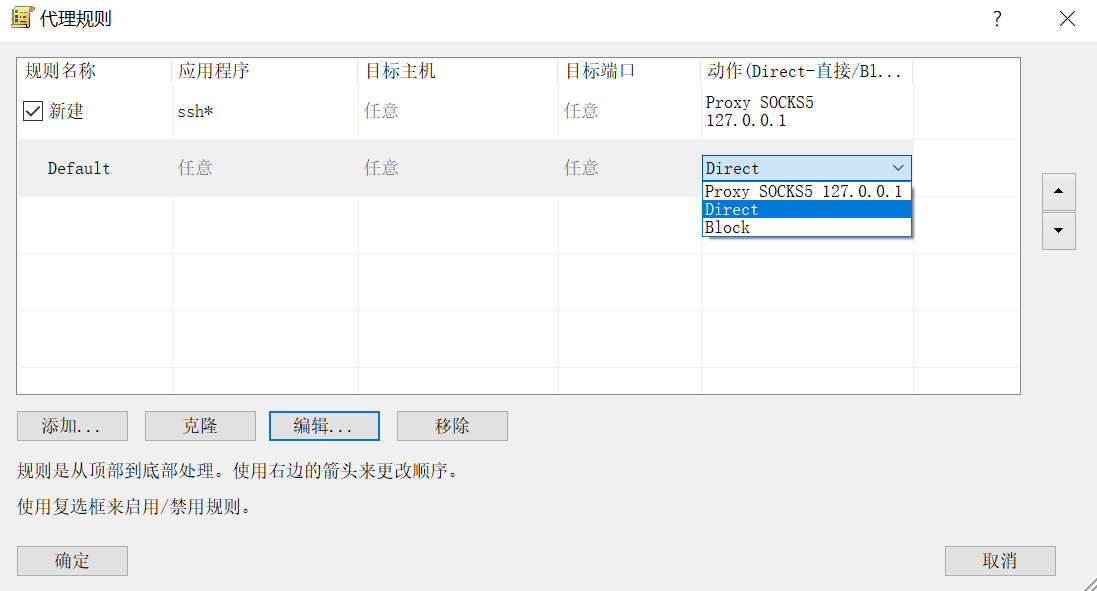 代理规则
?
规则名称 应用程序 目标主机 目标端口 动作(Direct-直接/Bl...
新建 ssh* 任意 任意 Proxy SOCKS5
127.0.0.1
Default 任意 任意 任意 Direct
Proxy SOCKS5 127.0.0.1
Direct
Block
添加... 克隆 编辑... 移除
规则是从顶部到底部处理。使用右边的箭头来更改顺序。
使用复选框来启用/禁用规则。
确定 取消